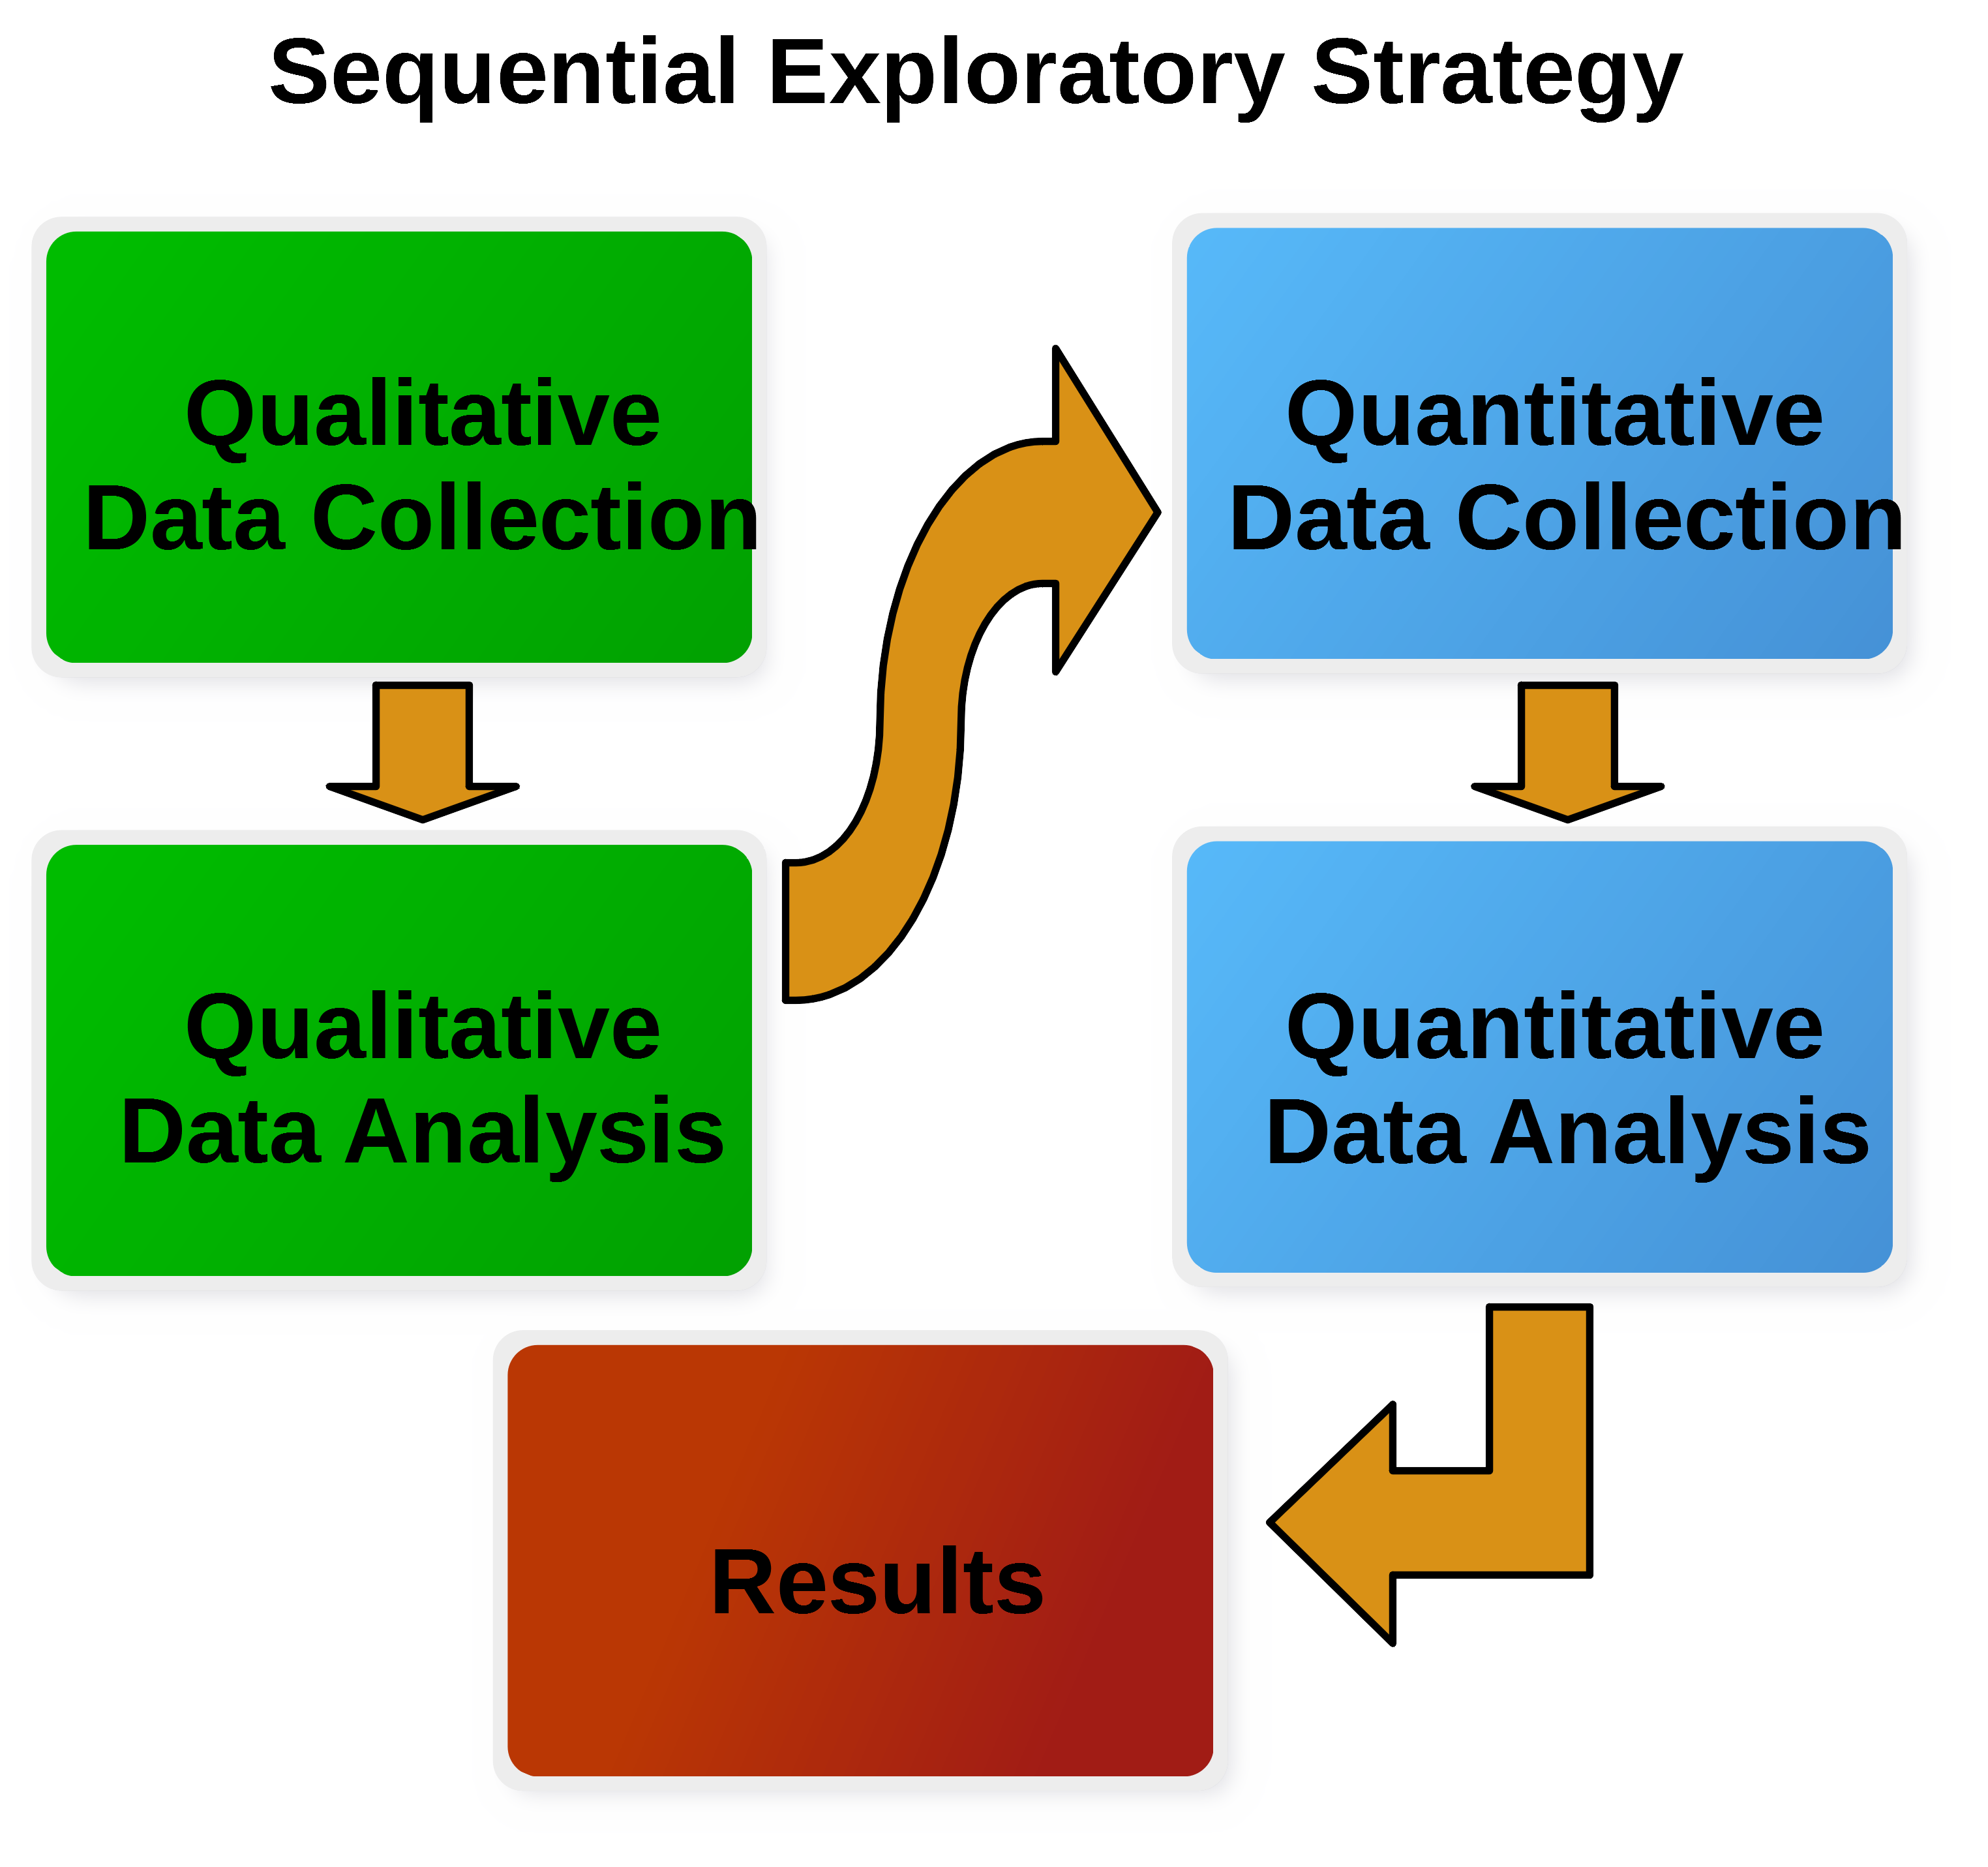 Sequential Exploratory Strategy
Qualitative
Data Collection
Quantitative
Data Collection
Qualitative
Data Analysis
Quantitative
Data Analysis
Results